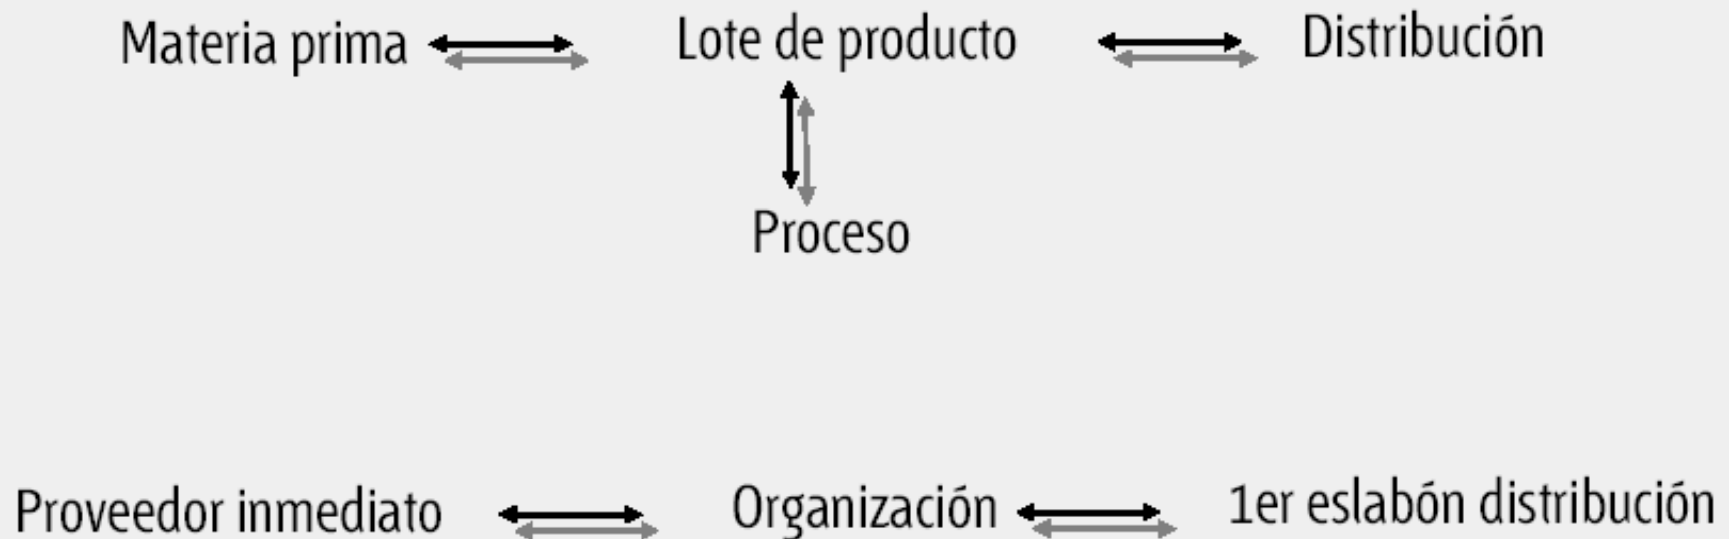 Materia prima Lote de producto Distribución
Proceso
Proveedor inmediato Organización 1er eslabón distribución